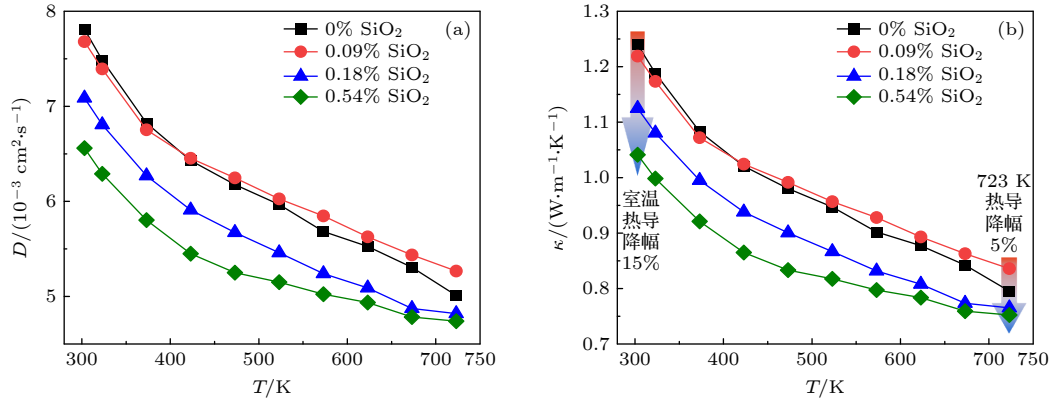 (a)
0% SiO₂
0.09% SiO₂
0.18% SiO₂
0.54% SiO₂
8
7
6
5
D/(10⁻³ cm²·s⁻¹)
300
400
500
600
700
750
T/K
(b)
0% SiO₂
0.09% SiO₂
0.18% SiO₂
0.54% SiO₂
1.3
1.2
1.1
1.0
0.9
0.8
0.7
κ/(W·m⁻¹·K⁻¹)
室温
热导
降幅
15%
723 K
热导
降幅
5%
300
400
500
600
700
750
T/K